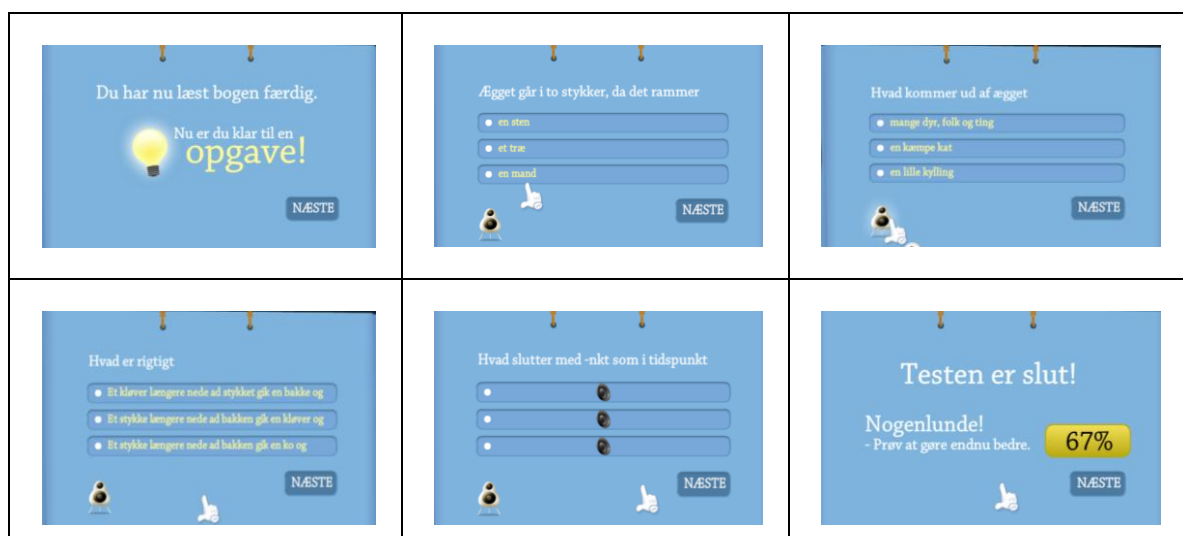 Du har nu læst bogen færdig.
Nu er du klar til en
opgave!
NÆSTE
Ægget går i to stykker, da det rammer
en sten
et træ
en mand
NÆSTE
Hvad kommer ud af ægget
mange dyr, folk og ting
en kæmpe kat
en lille kylling
NÆSTE
Hvad er rigtigt
Et kløver længere nede ad stykket gik en bakke og
Et stykke længere nede ad bakken gik en kløver og
Et stykke længere nede ad bakken gik en ko og
NÆSTE
Hvad slutter med -nkt som i tidspunkt
NÆSTE
Testen er slut!
Nogenlunde!
- Prøv at gøre endnu bedre.
67%
NÆSTE